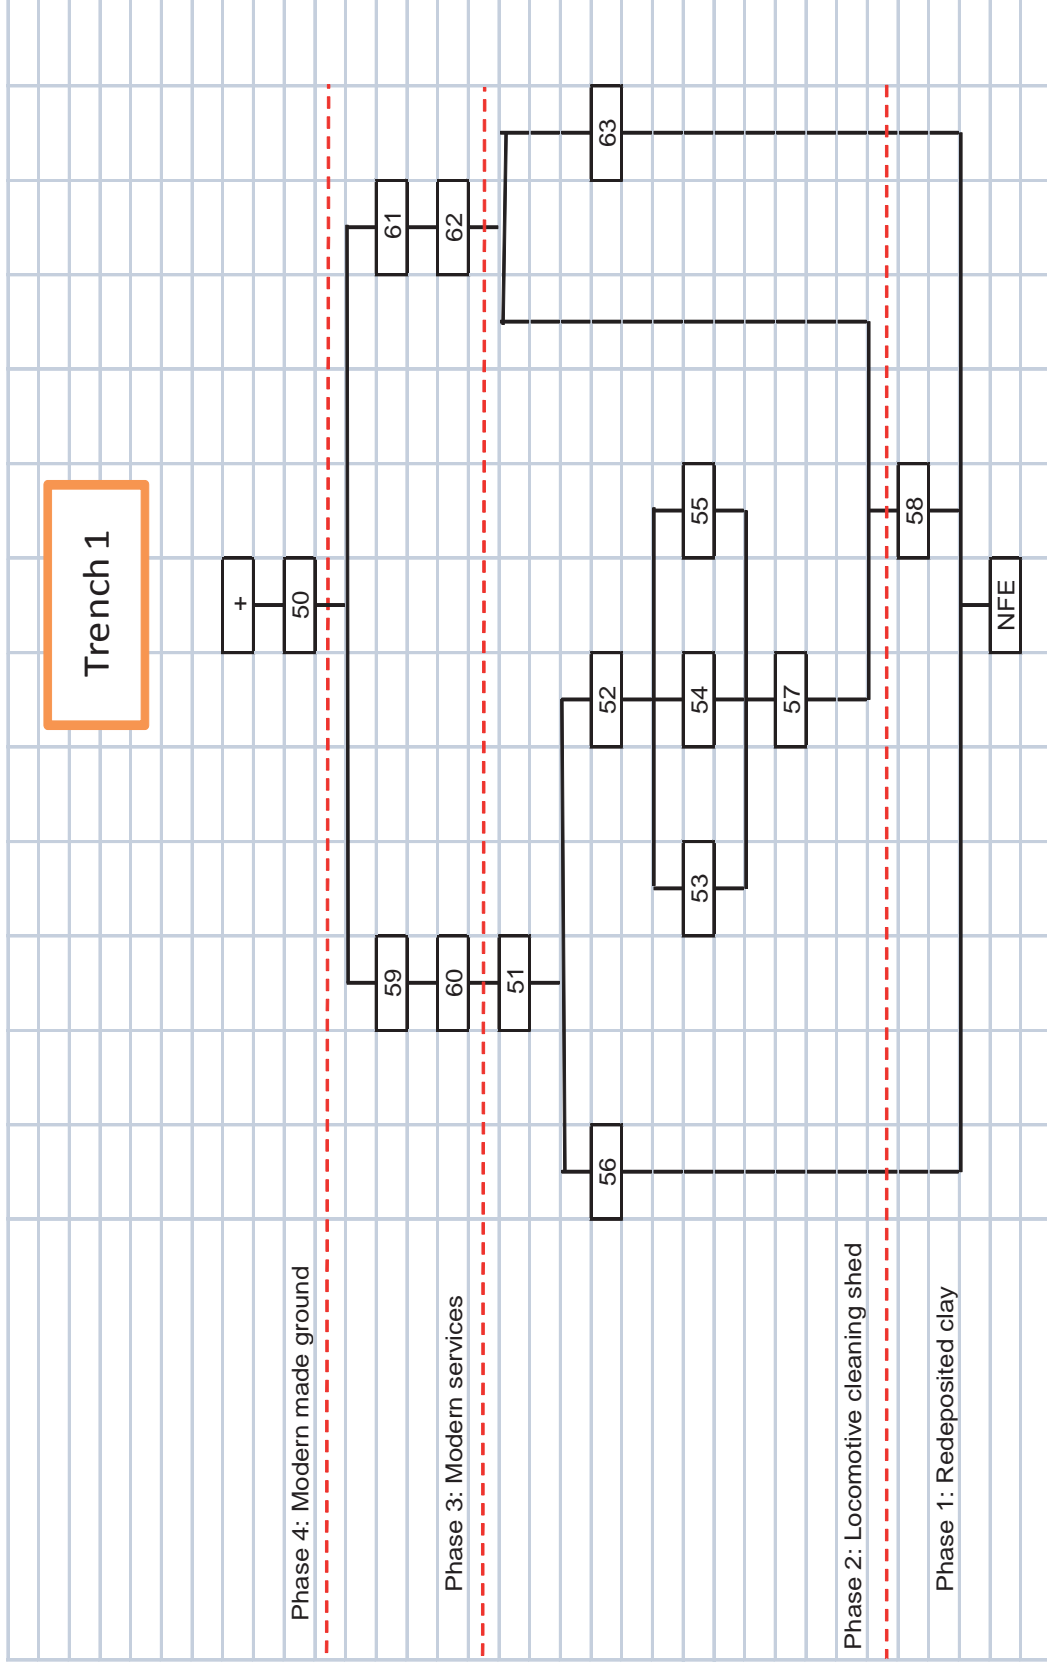 Trench 1
+
50
Phase 4: Modern made ground
59
61
60
62
Phase 3: Modern services
51
56
52
63
53
54
55
57
Phase 2: Locomotive cleaning shed
58
Phase 1: Redeposited clay
NFE